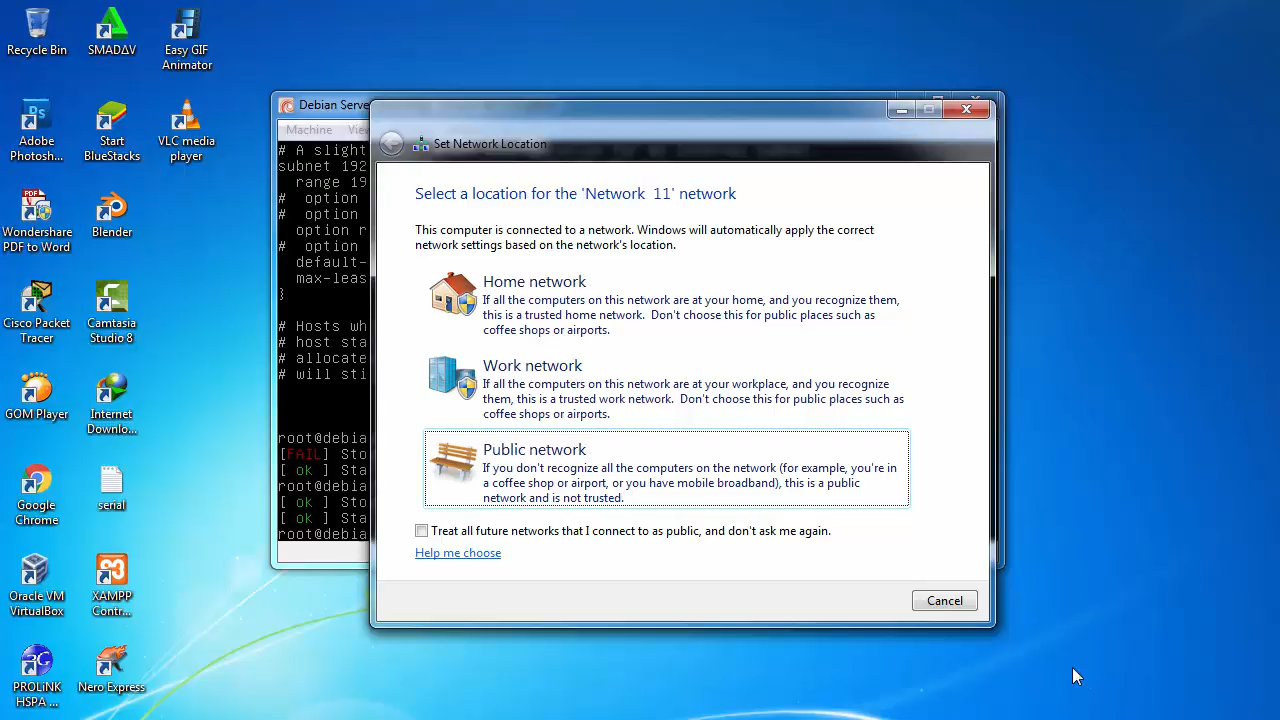 Recycle Bin
SMADΔV
Easy GIF
Animator
Adobe
Photosh...
Start
BlueStacks
VLC media
player
Wondershare
PDF to Word
Blender
Cisco Packet
Tracer
Camtasia
Studio 8
GOM Player
Internet
Downlo...
Google
Chrome
serial
Oracle VM
VirtualBox
XAMPP
Contr...
PROLiNK
HSPA ...
Nero Express
Debian Serve
Machine View
# A slight
subnet 192
range 19
# option
# option
option r
# option
default-
max-leas
}
# Hosts wh
# host sta
# allocate
# will sti
root@debia
[FAIL] Sto
[ ok ] Sta
root@debia
[ ok ] Sto
[ ok ] Sta
root@debia
Set Network Location
Select a location for the 'Network 11' network
This computer is connected to a network. Windows will automatically apply the correct
network settings based on the network's location.
Home network
If all the computers on this network are at your home, and you recognize them,
this is a trusted home network. Don't choose this for public places such as
coffee shops or airports.
Work network
If all the computers on this network are at your workplace, and you recognize
them, this is a trusted work network. Don't choose this for public places such as
coffee shops or airports.
Public network
If you don't recognize all the computers on the network (for example, you're in
a coffee shop or airport, or you have mobile broadband), this is a public
network and is not trusted.
Treat all future networks that I connect to as public, and don't ask me again.
Help me choose
Cancel